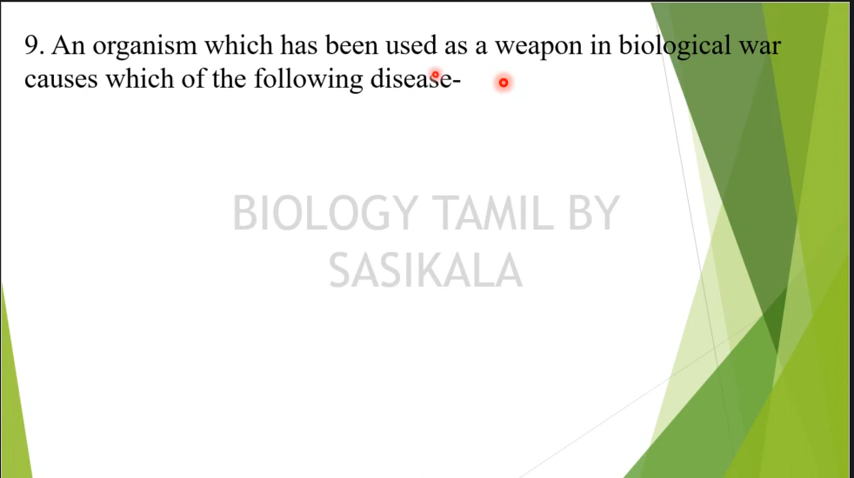 9. An organism which has been used as a weapon in biological war
causes which of the following disease-
BIOLOGY TAMIL BY
SASIKALA